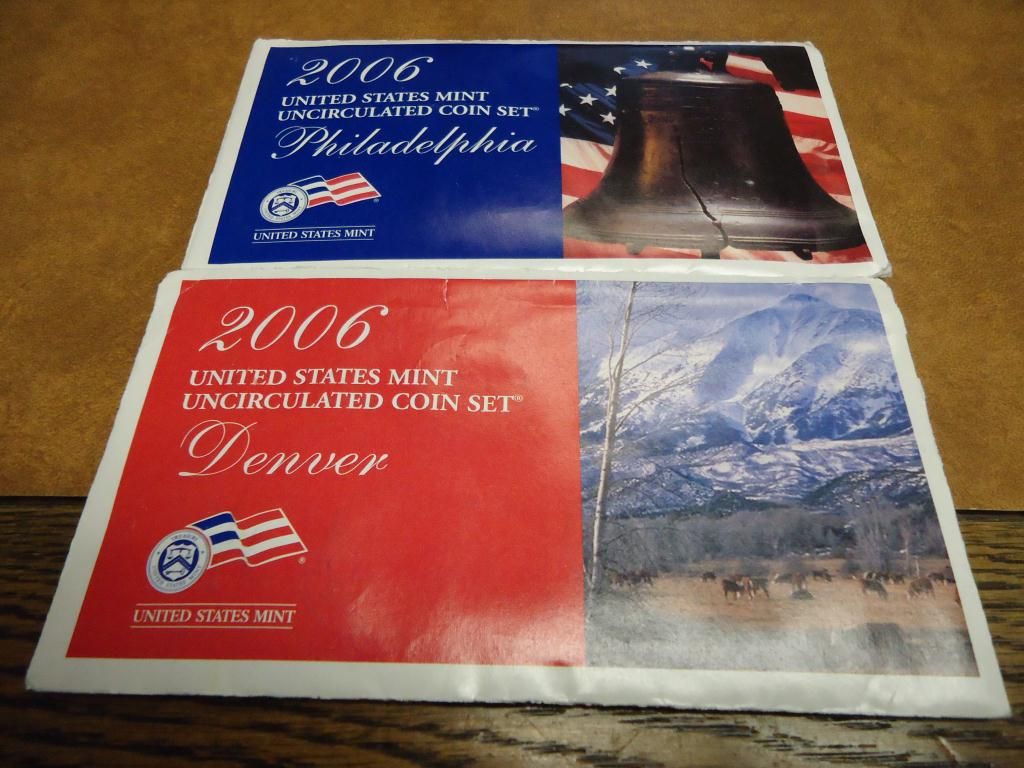 2006
UNITED STATES MINT
UNCIRCULATED COIN SET®
Philadelphia
UNITED STATES MINT
2006
UNITED STATES MINT
UNCIRCULATED COIN SET®
Denver
®
UNITED STATES MINT